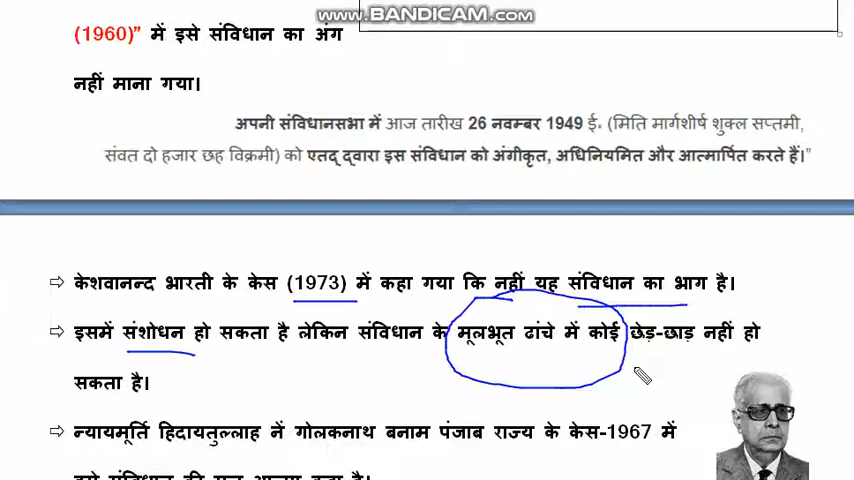 www.BANDICAM.com
(1960)” में इसे संविधान का अंग
नहीं माना गया।
अपनी संविधानसभा में आज तारीख 26 नवम्बर 1949 ई. (मिति मार्गशीर्ष शुक्ल सप्तमी,
संवत दो हजार छह विक्रमी) को एतद् द्वारा इस संविधान को अंगीकृत, अधिनियमित और आत्मार्पित करते हैं।”
⇨ केशवानन्द भारती के केस (1973) में कहा गया कि नहीं यह संविधान का भाग है।
⇨ इसमें संशोधन हो सकता है लेकिन संविधान के मूलभूत ढांचे में कोई छेड़-छाड़ नहीं हो
सकता है।
⇨ न्यायमूर्ति हिदायतुल्लाह नें गोलकनाथ बनाम पंजाब राज्य के केस-1967 में